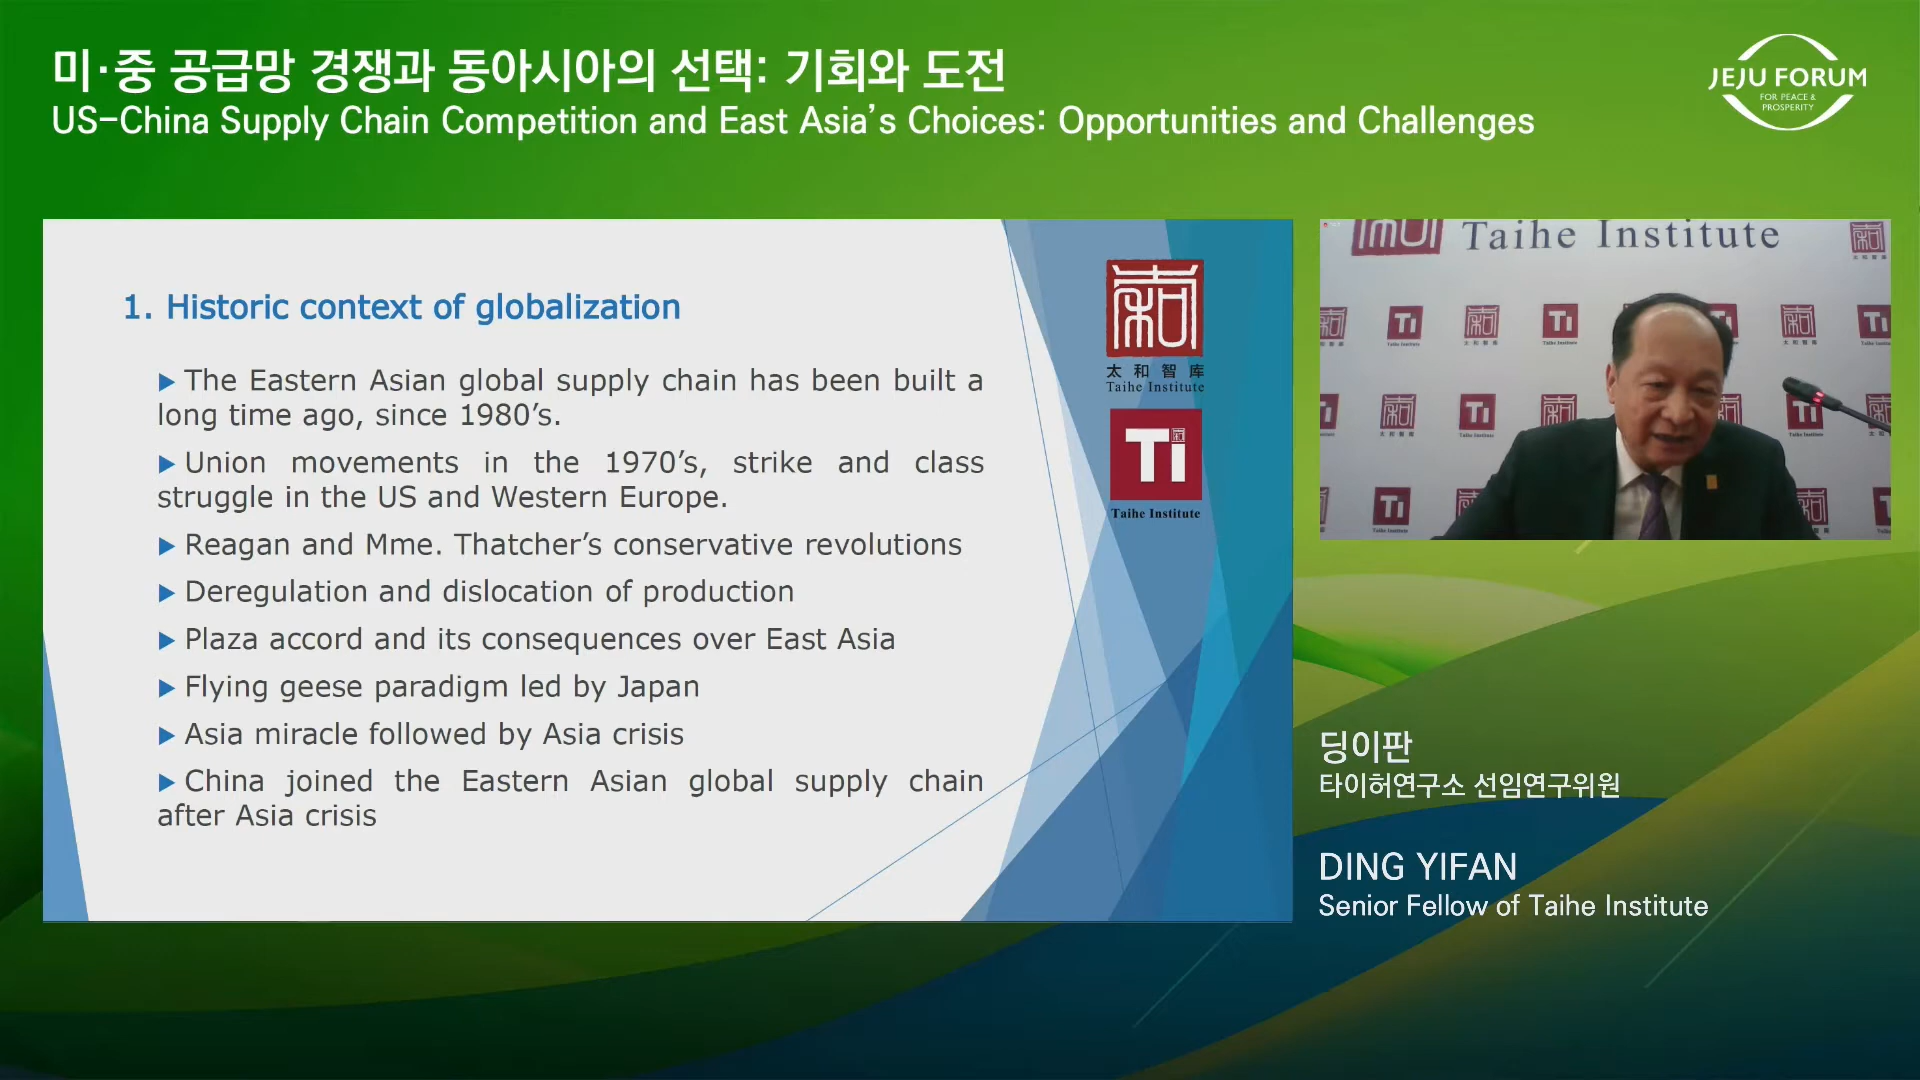 미·중 공급망 경쟁과 동아시아의 선택: 기회와 도전
US-China Supply Chain Competition and East Asia's Choices: Opportunities and Challenges
JEJU FORUM
FOR PEACE &
PROSPERITY
1. Historic context of globalization
▶ The Eastern Asian global supply chain has been built a
long time ago, since 1980's.
▶ Union movements in the 1970's, strike and class
struggle in the US and Western Europe.
▶ Reagan and Mme. Thatcher's conservative revolutions
▶ Deregulation and dislocation of production
▶ Plaza accord and its consequences over East Asia
▶ Flying geese paradigm led by Japan
▶ Asia miracle followed by Asia crisis
▶ China joined the Eastern Asian global supply chain
after Asia crisis
太和智库
Taihe Institute
TI
Taihe Institute
Taihe Institute
딩이판
타이허연구소 선임연구위원
DING YIFAN
Senior Fellow of Taihe Institute